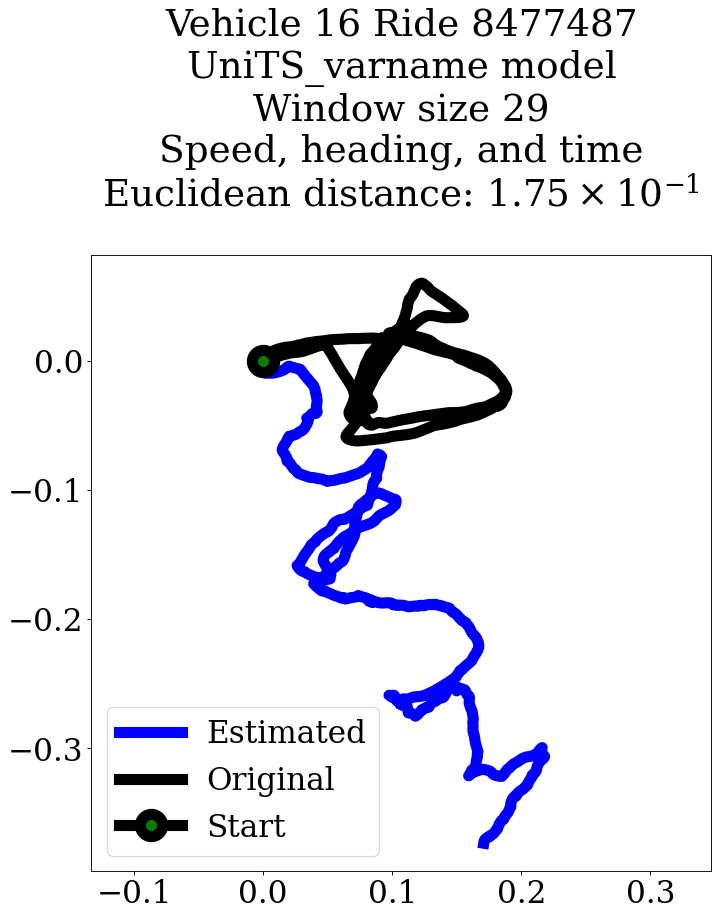 Vehicle 16 Ride 8477487
UniTS_varname model
Window size 29
Speed, heading, and time
Euclidean distance: 1.75 × 10⁻¹
0.0
−0.1
−0.2
−0.3
Estimated
Original
Start
−0.1 0.0 0.1 0.2 0.3